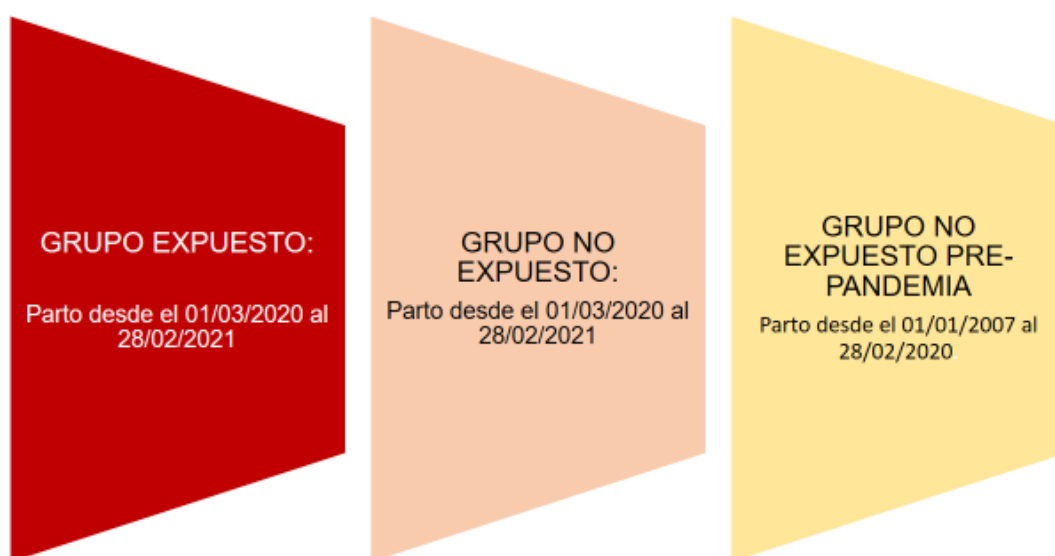 GRUPO EXPUESTO:
Parto desde el 01/03/2020 al
28/02/2021
GRUPO NO
EXPUESTO:
Parto desde el 01/03/2020 al
28/02/2021
GRUPO NO
EXPUESTO PRE-
PANDEMIA
Parto desde el 01/01/2007 al
28/02/2020.